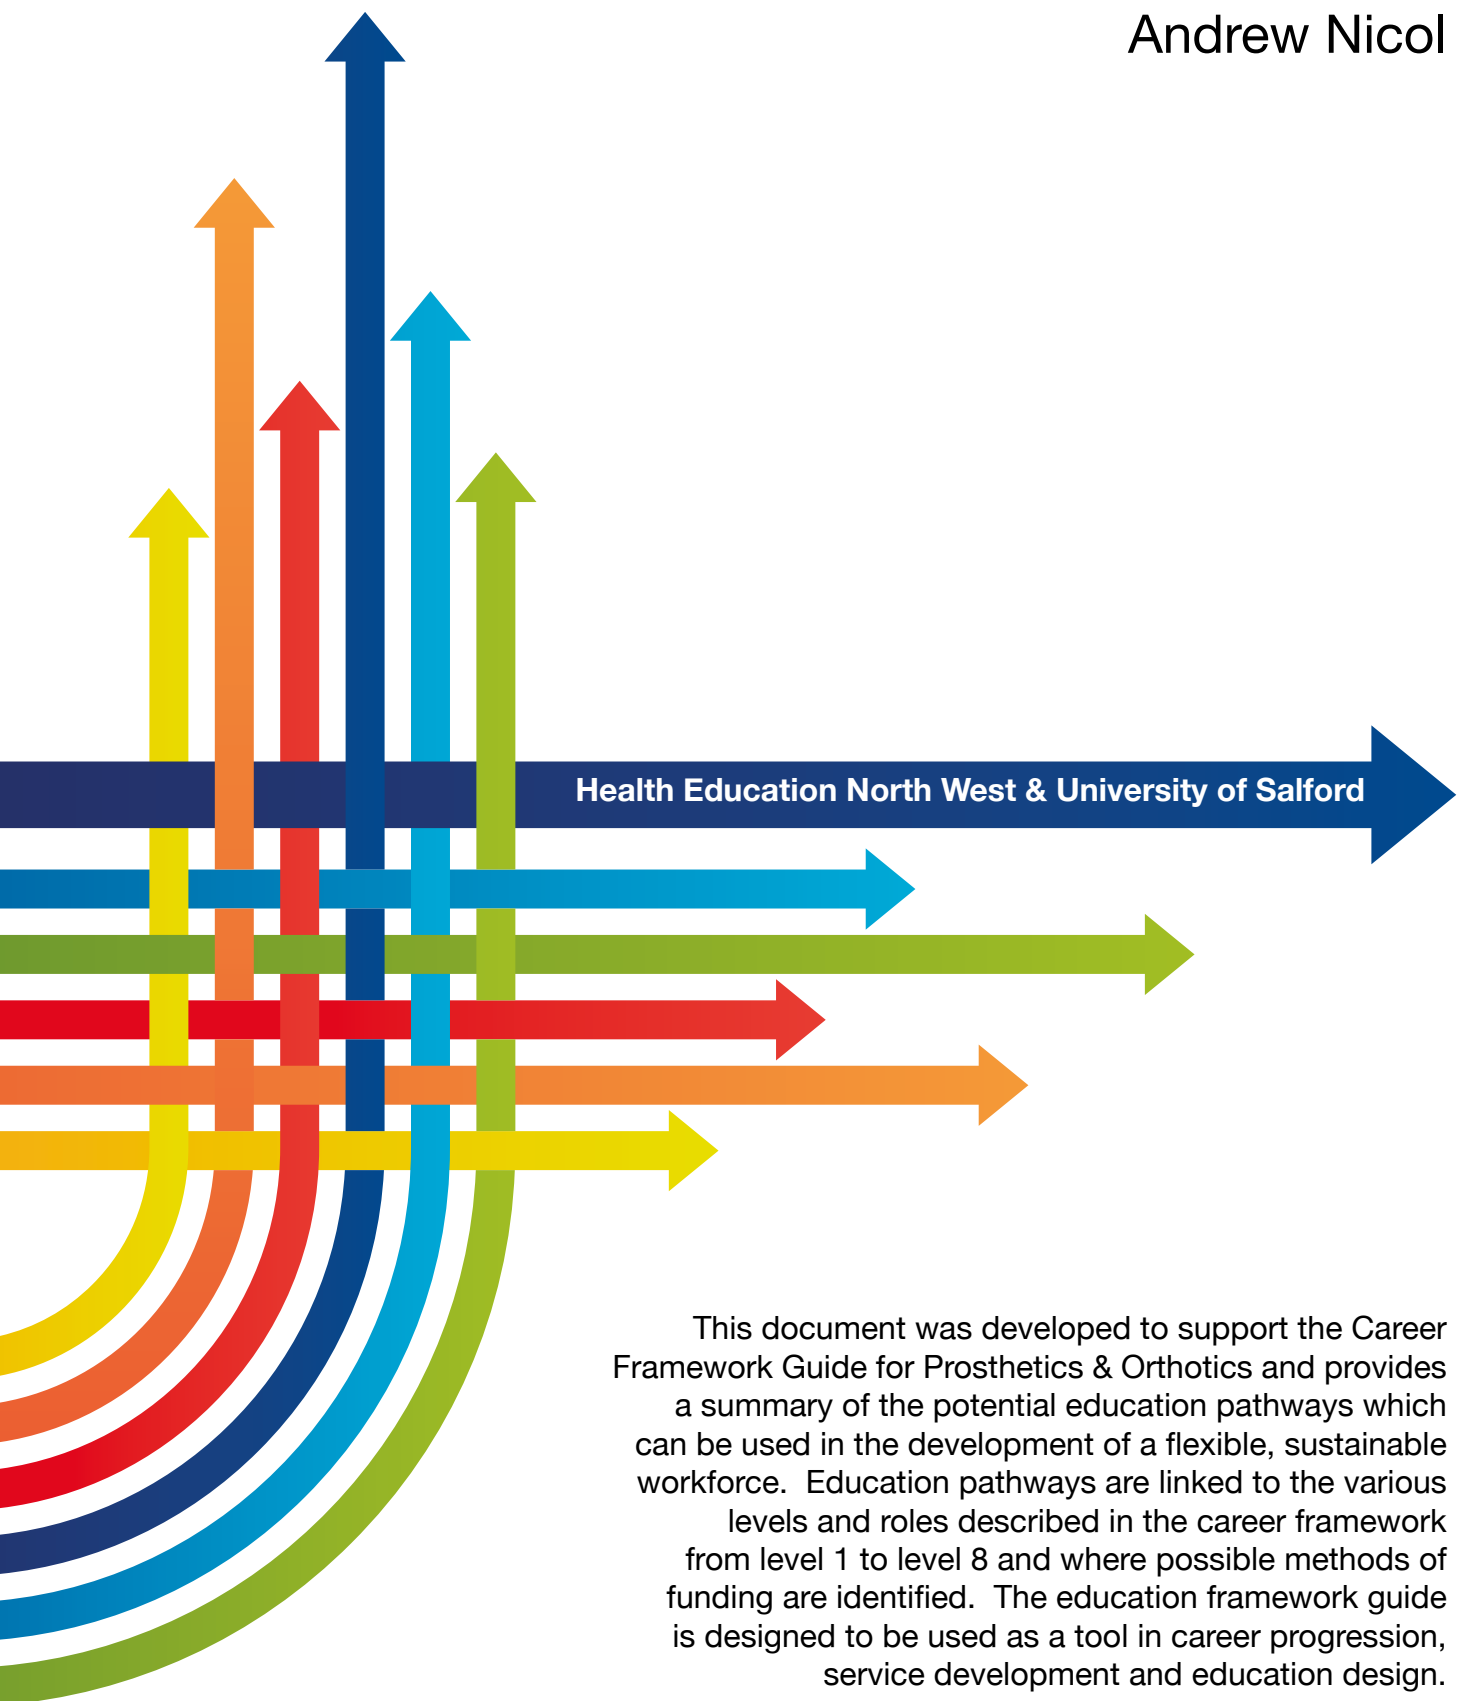 Andrew Nicol
Health Education North West & University of Salford
This document was developed to support the Career
Framework Guide for Prosthetics & Orthotics and provides
a summary of the potential education pathways which
can be used in the development of a flexible, sustainable
workforce.  Education pathways are linked to the various
levels and roles described in the career framework
from level 1 to level 8 and where possible methods of
funding are identified.  The education framework guide
is designed to be used as a tool in career progression,
service development and education design.